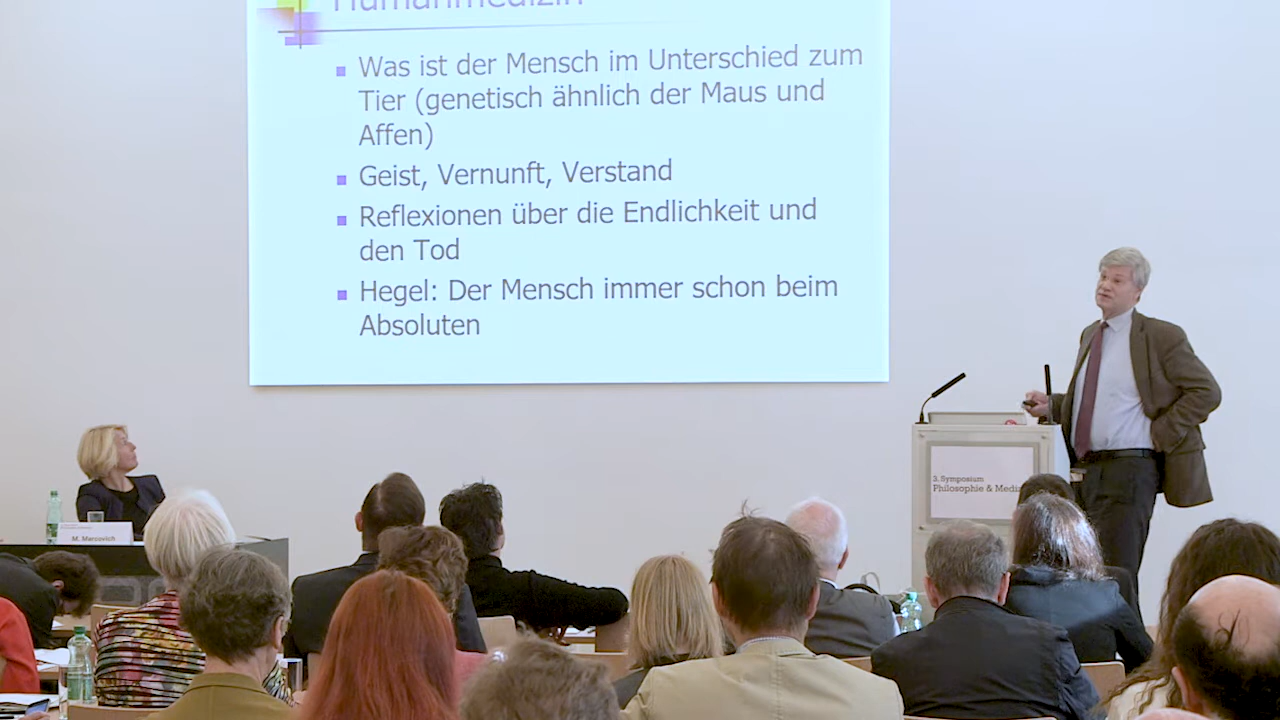 Humanmedizin
Was ist der Mensch im Unterschied zum
Tier (genetisch ähnlich der Maus und
Affen)
Geist, Vernunft, Verstand
Reflexionen über die Endlichkeit und
den Tod
Hegel: Der Mensch immer schon beim
Absoluten
3. Symposium
Philosophie & Mediz
M. Marcovich